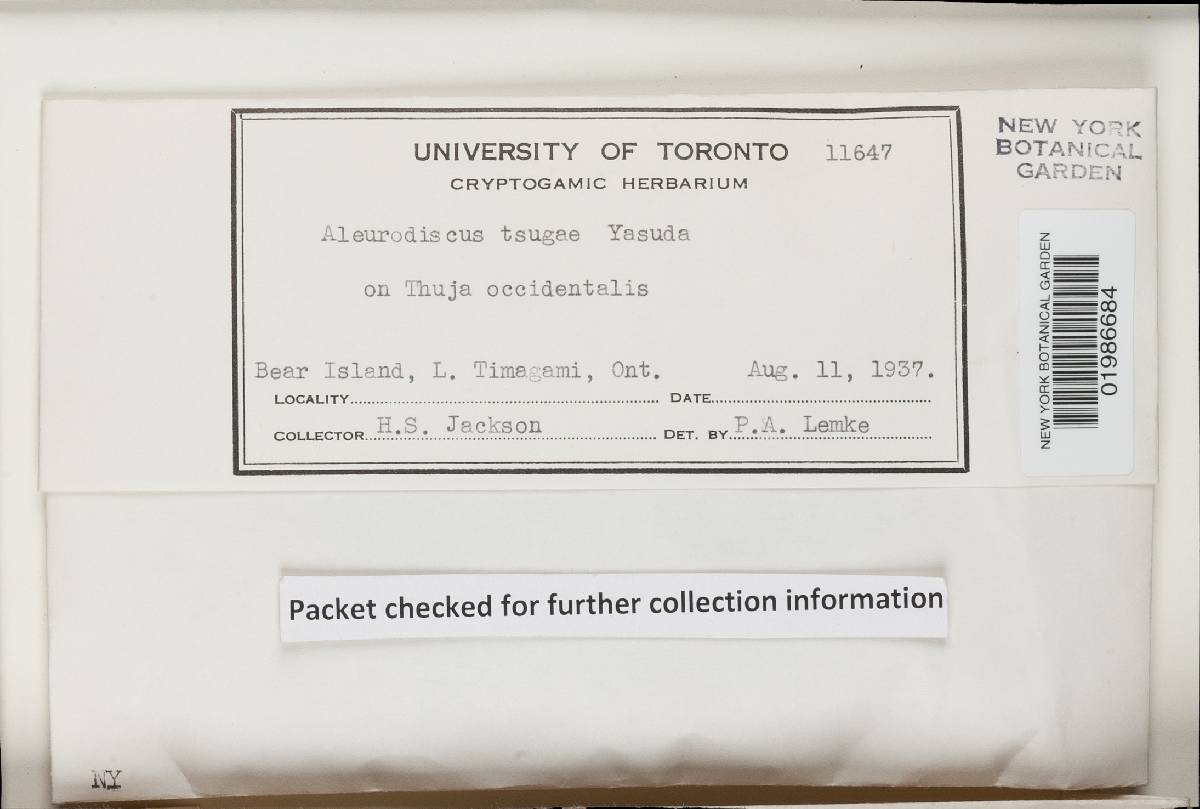 UNIVERSITY OF TORONTO 11647
CRYPTOGAMIC HERBARIUM
Aleurodiscus tsugae Yasuda
on Thuja occidentalis
Bear Island, L. Timagami, Ont. Aug. 11, 1937.
LOCALITY DATE
H.S. Jackson P.A. Lemke
COLLECTOR DET. BY
NEW YORK
BOTANICAL
GARDEN
NEW YORK BOTANICAL GARDEN
01986684
Packet checked for further collection information
NY